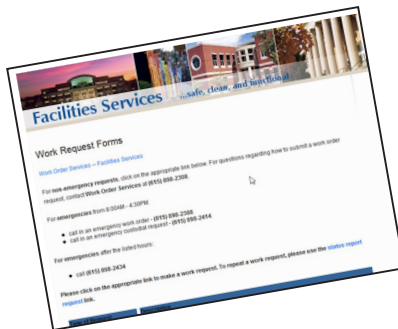 Facilities Services ...safe, clean, and functional
Work Request Forms
Work Order Services -- Facilities Services
For non-emergency requests, click on the appropriate link below. For questions regarding how to submit a work order
request, contact Work Order Services at (615) 898-2308.
For emergencies from 8:00AM - 4:30PM:
call in an emergency work order - (615) 898-2308
call in an emergency custodial request - (615) 898-2414
For emergencies after the listed hours:
call (615) 898-2434
Please click on the appropriate link to make a work request. To repeat a work request, please use the status report
request link.